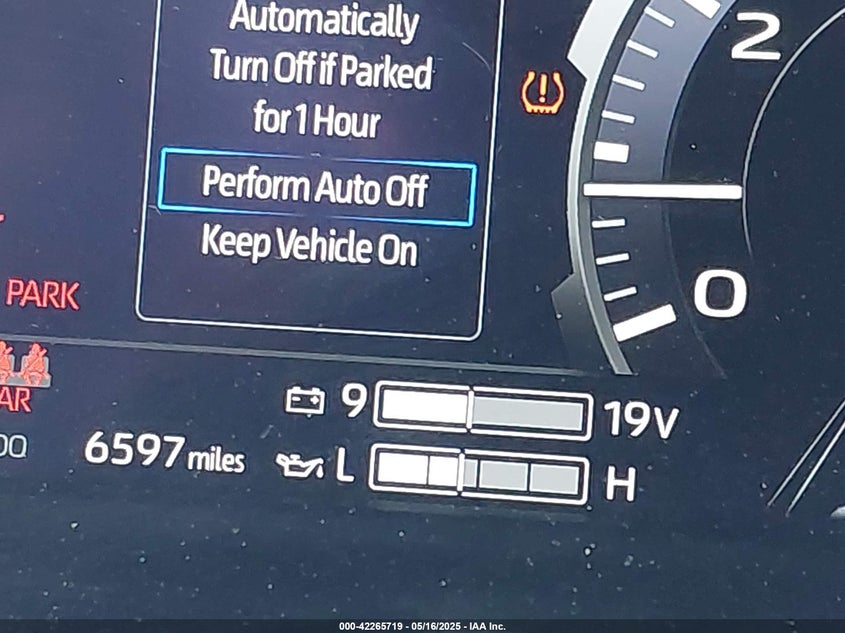 Automatically
Turn Off if Parked
for 1 Hour
Perform Auto Off
Keep Vehicle On
2
0
PARK
AR
9 19V
6597 miles
L H
000-42265719 - 05/16/2025 - IAA Inc.